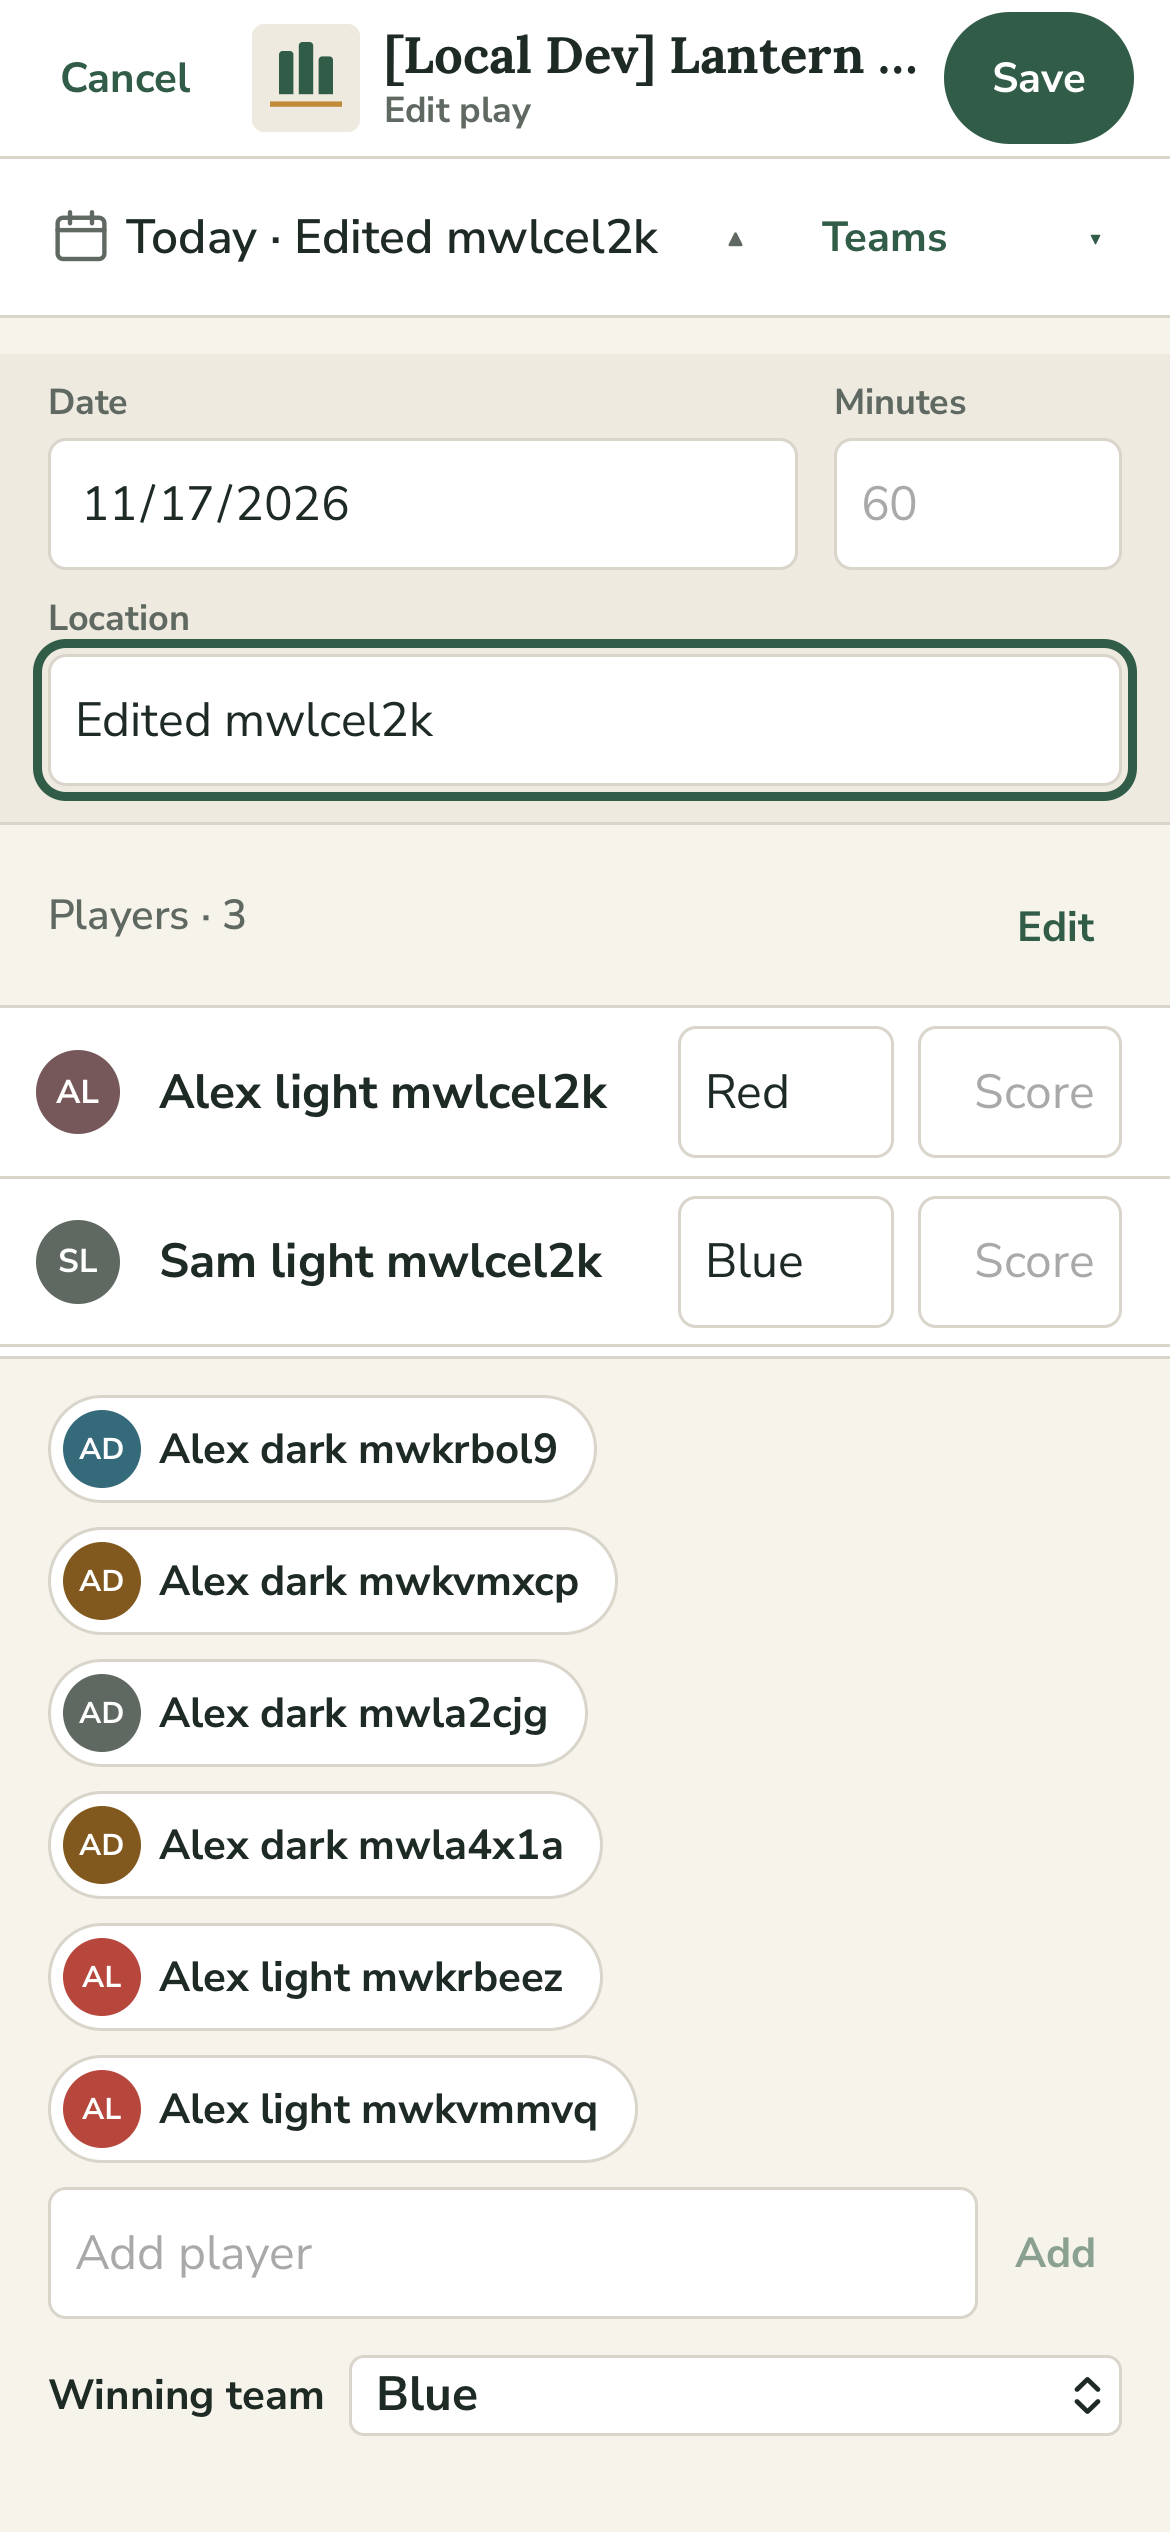 Cancel
[Local Dev] Lantern ...
Edit play
Save
Today · Edited mwlcel2k
Teams
Date
Minutes
11/17/2026
60
Location
Edited mwlcel2k
Players · 3
Edit
AL Alex light mwlcel2k Red Score
SL Sam light mwlcel2k Blue Score
AD Alex dark mwkrbol9
AD Alex dark mwkvmxcp
AD Alex dark mwla2cjg
AD Alex dark mwla4x1a
AL Alex light mwkrbeez
AL Alex light mwkvmmvq
Add player
Add
Winning team Blue